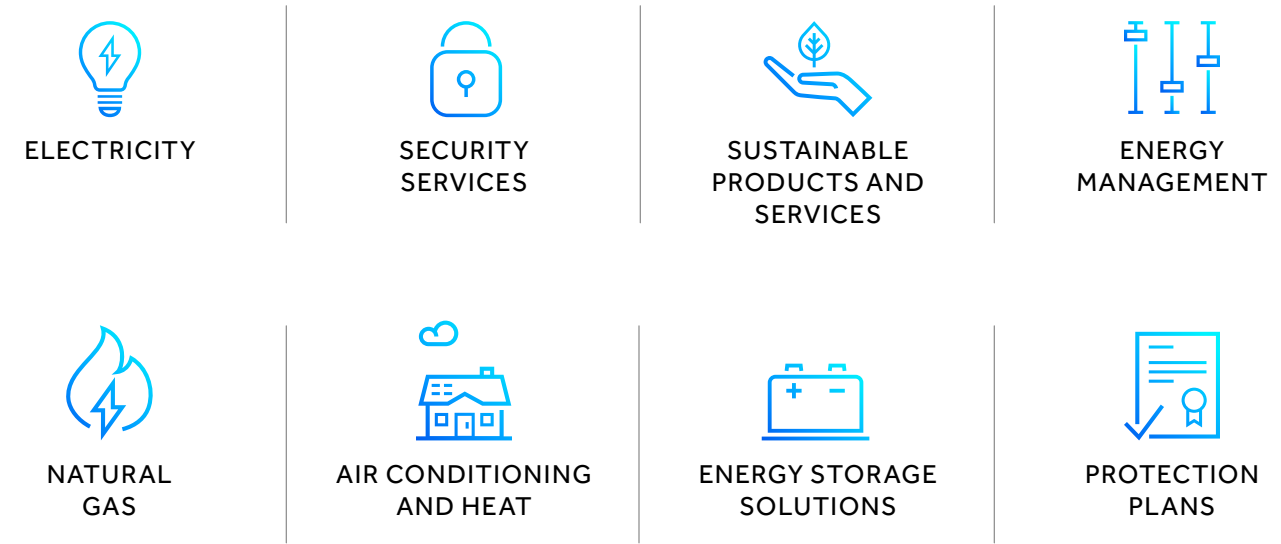 ELECTRICITY
SECURITY
SERVICES
SUSTAINABLE
PRODUCTS AND
SERVICES
ENERGY
MANAGEMENT
NATURAL
GAS
AIR CONDITIONING
AND HEAT
ENERGY STORAGE
SOLUTIONS
PROTECTION
PLANS